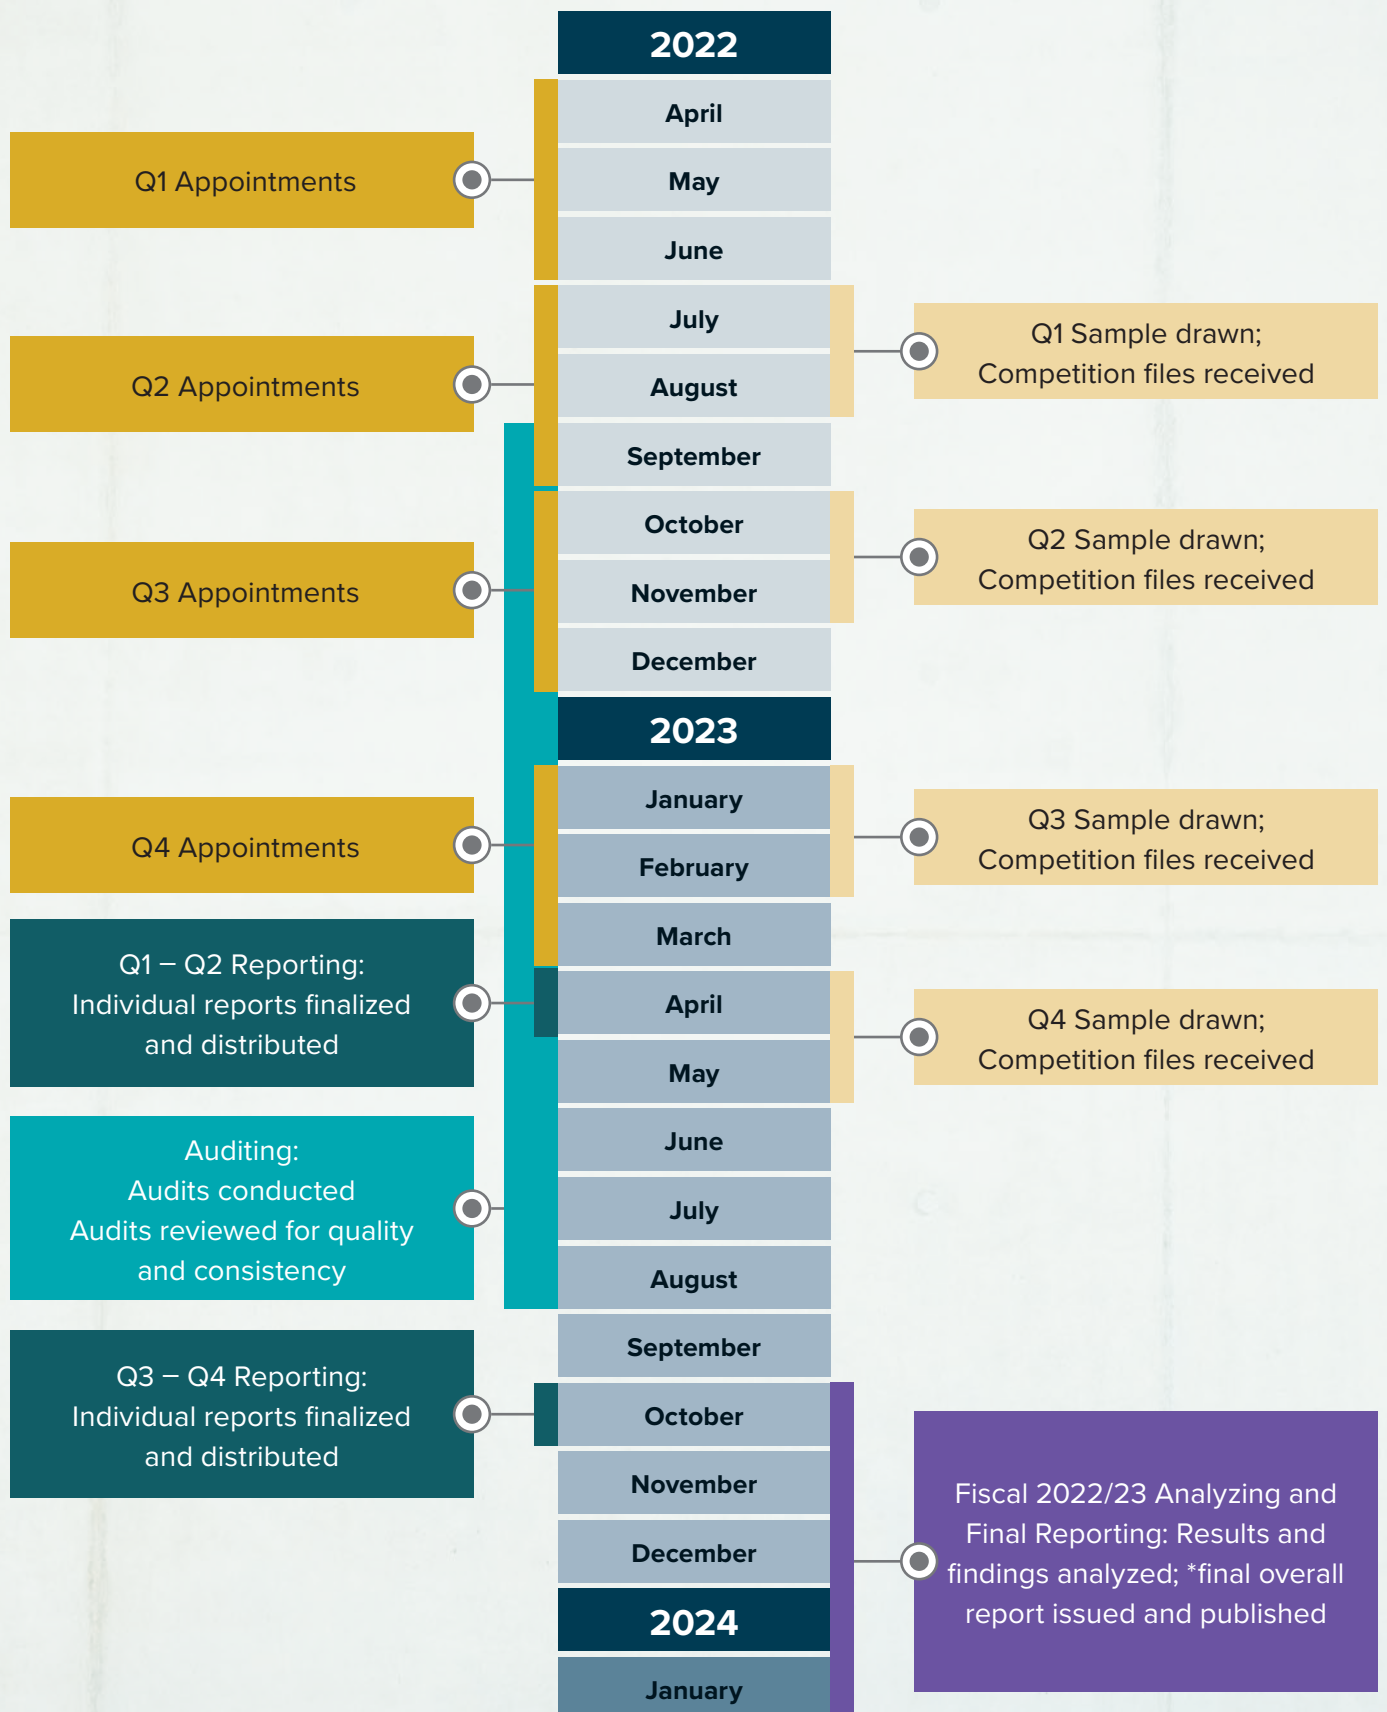 2022
April
Q1 Appointments
May
June
July
Q1 Sample drawn;
Competition files received
Q2 Appointments
August
September
October
Q2 Sample drawn;
Competition files received
Q3 Appointments
November
December
2023
January
Q3 Sample drawn;
Competition files received
Q4 Appointments
February
March
Q1 – Q2 Reporting:
Individual reports finalized
and distributed
April
Q4 Sample drawn;
Competition files received
May
June
Auditing:
Audits conducted
Audits reviewed for quality
and consistency
July
August
September
Q3 – Q4 Reporting:
Individual reports finalized
and distributed
October
November
Fiscal 2022/23 Analyzing and
Final Reporting: Results and
findings analyzed; *final overall
report issued and published
December
2024
January